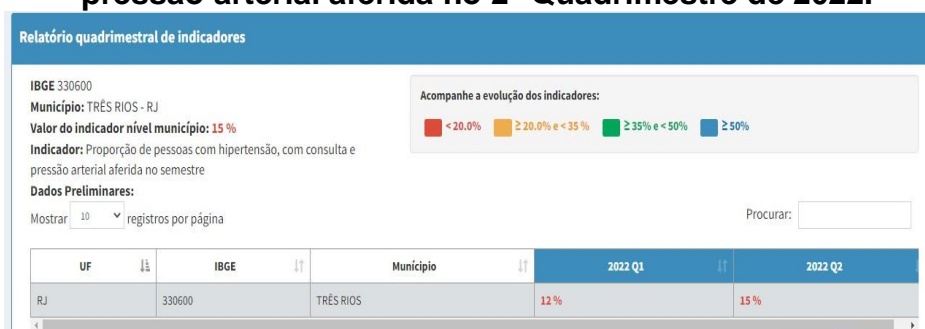 pressão arterial aferida no 2º Quadrimestre de 2022.
Relatório quadrimestral de indicadores
IBGE 330600
Município: TRÊS RIOS - RJ
Valor do indicador nível município: 15 %
Indicador: Proporção de pessoas com hipertensão, com consulta e
pressão arterial aferida no semestre
Dados Preliminares:
Mostrar 10 registros por página
Acompanhe a evolução dos indicadores:
< 20.0% ≥ 20.0% e < 35 % ≥ 35% e < 50% ≥ 50%
Procurar:
UF IBGE Município 2022 Q1 2022 Q2
RJ 330600 TRÊS RIOS 12 % 15 %